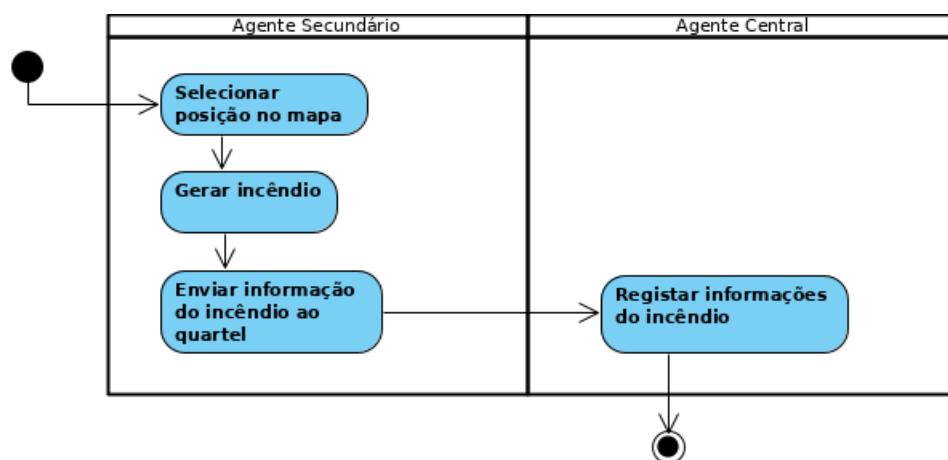 Agente Secundário
Agente Central
Selecionar
posição no mapa
Gerar incêndio
Enviar informação
do incêndio ao
quartel
Registar informações
do incêndio